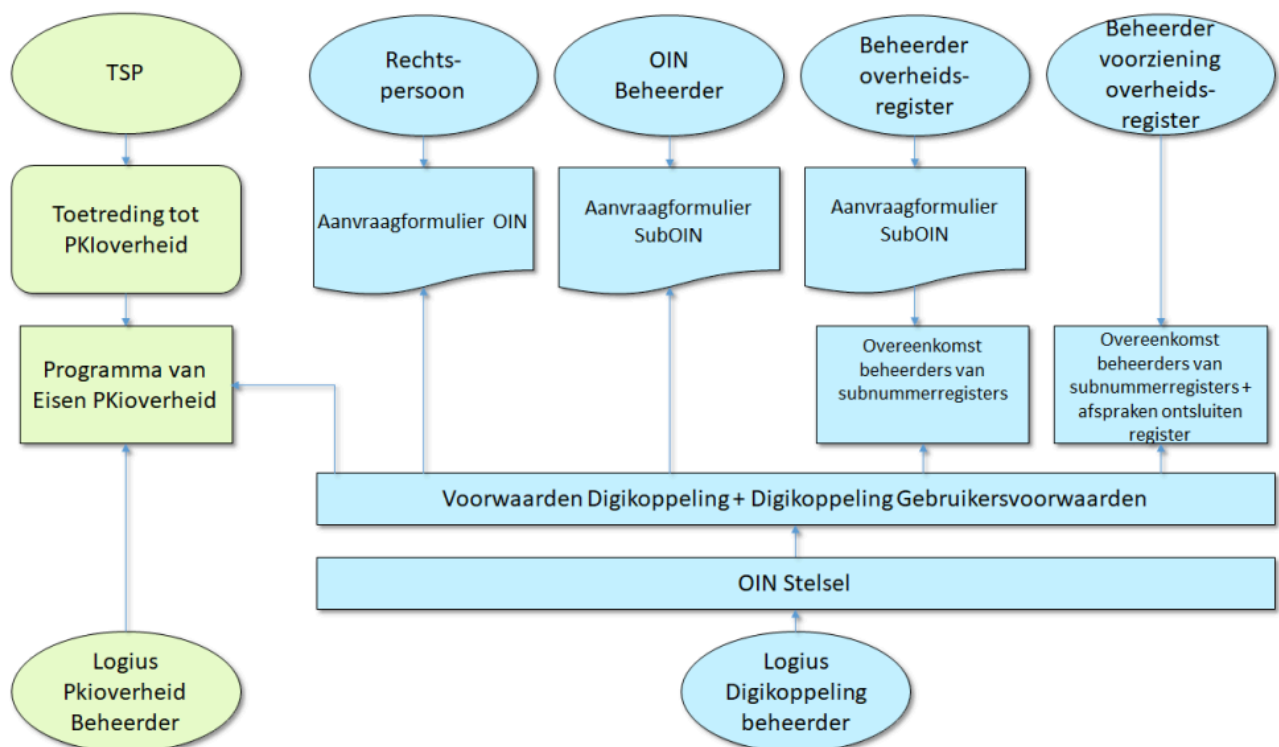 TSP
Rechts-
persoon
OIN
Beheerder
Beheerder
overheids-
register
Beheerder
voorziening
overheids-
register
Toetreding tot
PKIoverheid
Aanvraagformulier OIN
Aanvraagformulier
SubOIN
Aanvraagformulier
SubOIN
Programma van
Eisen PKioverheid
Overeenkomst
beheerders van
subnummerregisters
Overeenkomst
beheerders van
subnummerregisters +
afspraken ontsluiten
register
Voorwaarden Digikoppeling + Digikoppeling Gebruikersvoorwaarden
OIN Stelsel
Logius
Pkioverheid
Beheerder
Logius
Digikoppeling
beheerder